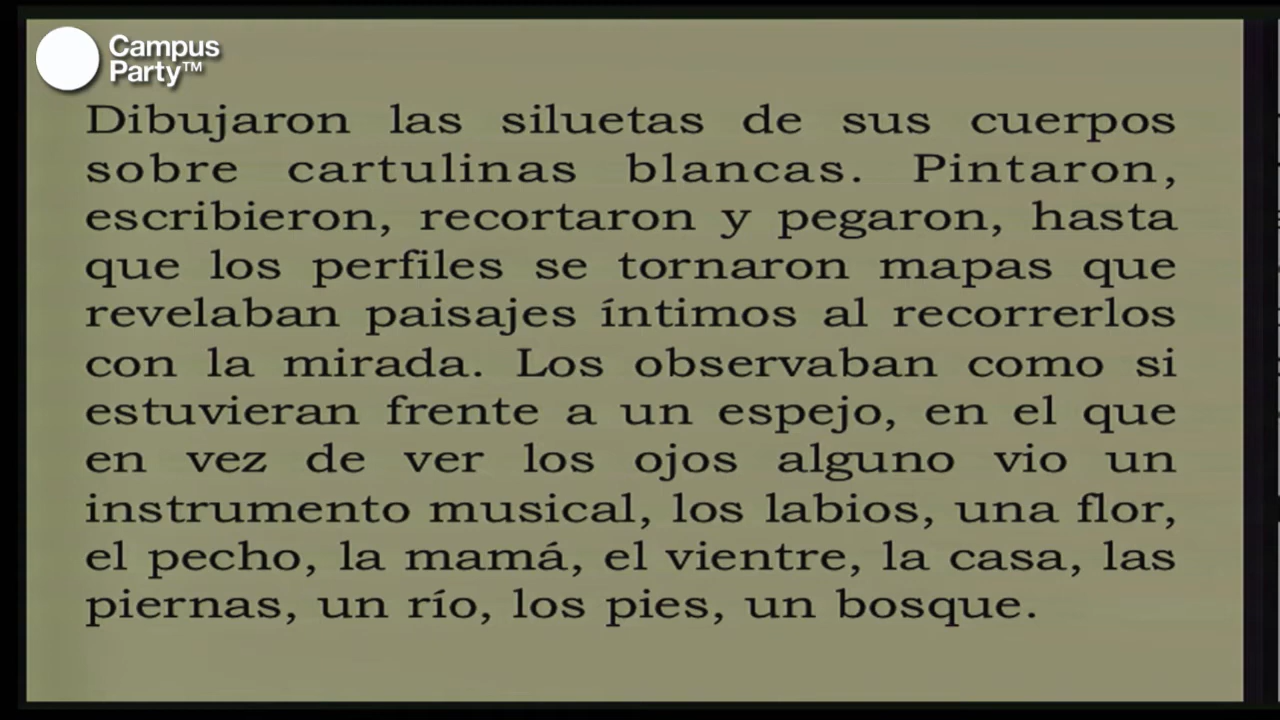 Campus
Party™
Dibujaron las siluetas de sus cuerpos
sobre cartulinas blancas. Pintaron,
escribieron, recortaron y pegaron, hasta
que los perfiles se tornaron mapas que
revelaban paisajes íntimos al recorrerlos
con la mirada. Los observaban como si
estuvieran frente a un espejo, en el que
en vez de ver los ojos alguno vio un
instrumento musical, los labios, una flor,
el pecho, la mamá, el vientre, la casa, las
piernas, un río, los pies, un bosque.